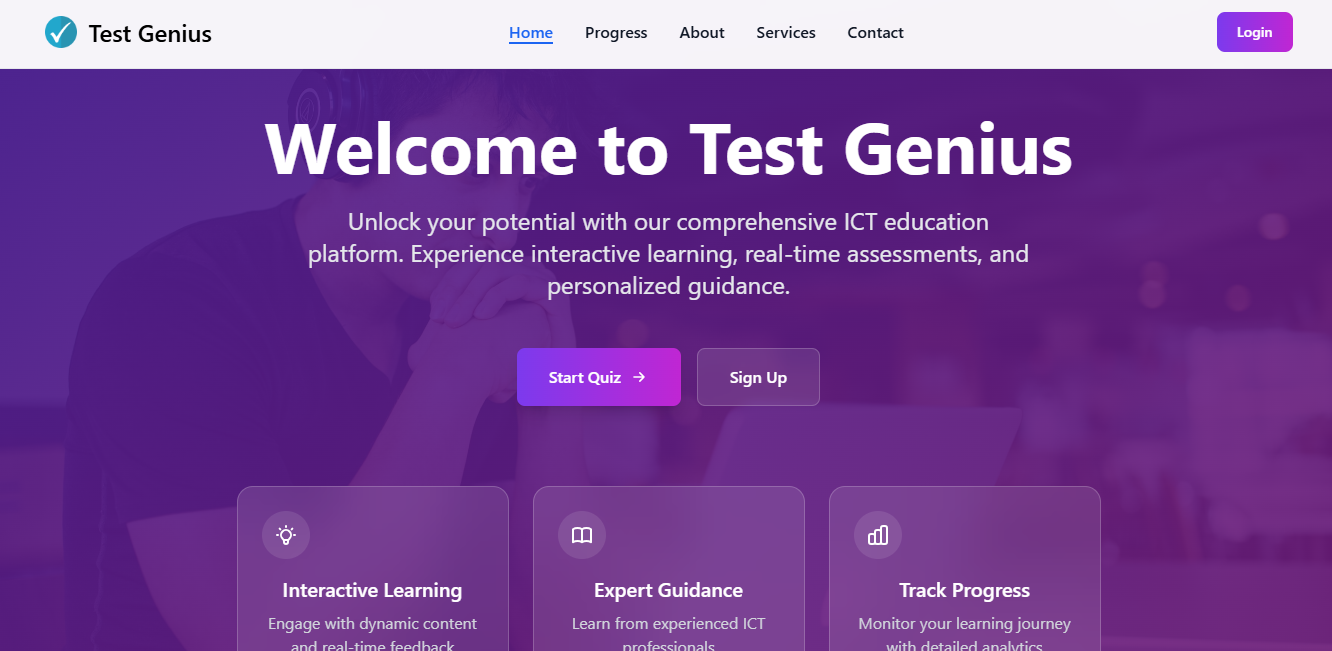 Test Genius
Home Progress About Services Contact
Login
Welcome to Test Genius
Unlock your potential with our comprehensive ICT education
platform. Experience interactive learning, real-time assessments, and
personalized guidance.
Start Quiz →
Sign Up
Interactive Learning
Engage with dynamic content
and real-time feedback
Expert Guidance
Learn from experienced ICT
professionals
Track Progress
Monitor your learning journey
with detailed analytics